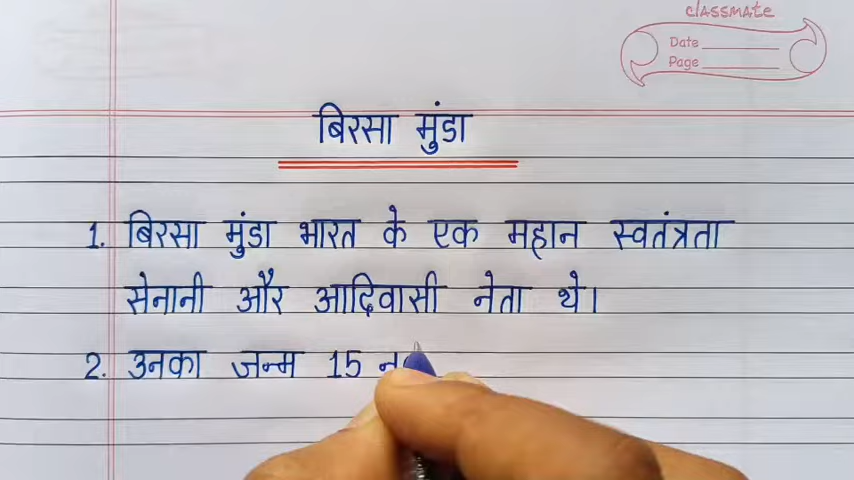 classmate
Date
Page
बिरसा मुंडा
1. बिरसा मुंडा भारत के एक महान स्वतंत्रता
सेनानी और आदिवासी नेता थे।
2. उनका जन्म 15